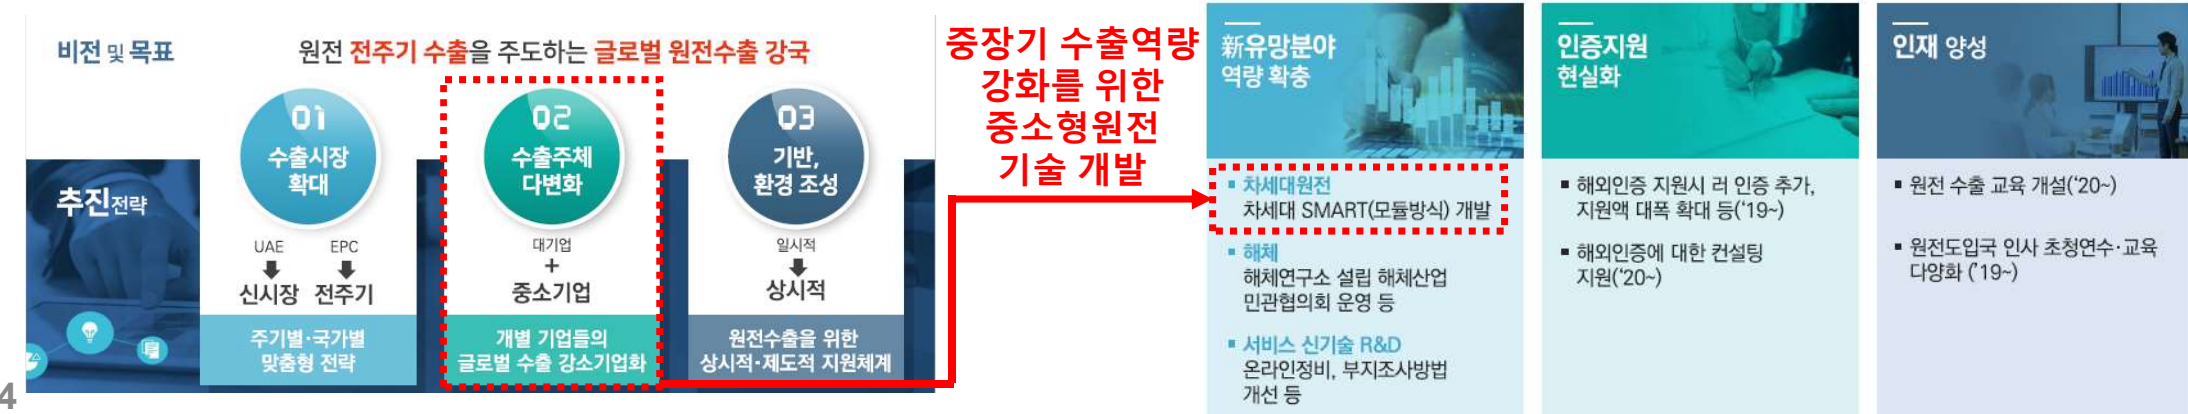 비전 및 목표
원전 전주기 수출을 주도하는 글로벌 원전수출 강국
추진전략
01
수출시장
확대
UAE EPC
신시장 전주기
주기별·국가별
맞춤형 전략
02
수출주체
다변화
대기업
+
중소기업
개별 기업들의
글로벌 수출 강소기업화
03
기반,
환경 조성
일시적
상시적
원전수출을 위한
상시적·제도적 지원체계
중장기 수출역량
강화를 위한
중소형원전
기술 개발
新유망분야
역량 확충
▪ 차세대원전
차세대 SMART(모듈방식) 개발
▪ 해체
해체연구소 설립 해체산업
민관협의회 운영 등
▪ 서비스 신기술 R&D
온라인정비, 부지조사방법
개선 등
인증지원
현실화
▪ 해외인증 지원시 러 인증 추가,
지원액 대폭 확대 등('19~)
▪ 해외인증에 대한 컨설팅
지원('20~)
인재 양성
▪ 원전 수출 교육 개설('20~)
▪ 원전도입국 인사 초청연수·교육
다양화 ('19~)
4